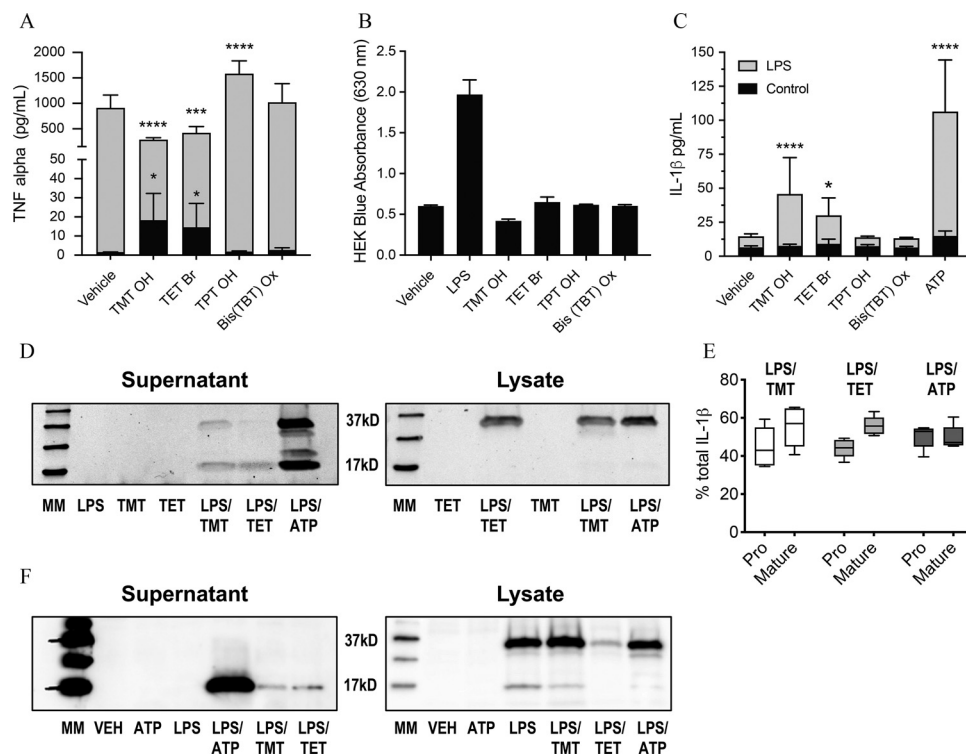 A
TNF alpha (pg/mL)
2000
1500
1000
500
50
40
30
20
10
0
****
***
****
*
*
Vehicle
TMT OH
TET Br
TPT OH
Bis(TBT) Ox
B
HEK Blue Absorbance (630 nm)
2.5
2.0
1.5
1.0
0.5
0.0
Vehicle
LPS
TMT OH
TET Br
TPT OH
Bis (TBT) Ox
C
IL-1β pg/mL
150
125
100
75
50
25
0
LPS
Control
****
*
****
Vehicle
TMT OH
TET Br
TPT OH
Bis(TBT) Ox
ATP
D
Supernatant
37kD
17kD
MM LPS TMT TET LPS/ LPS/ LPS/
TMT TET ATP
Lysate
MM TET LPS/ TMT LPS/ LPS/
TET TMT ATP
E
LPS/ LPS/ LPS/
TMT TET ATP
% total IL-1β
80
60
40
20
0
Pro
Mature
Pro
Mature
Pro
Mature
F
Supernatant
37kD
17kD
MM VEH ATP LPS LPS/ LPS/ LPS/
ATP TMT TET
Lysate
MM VEH ATP LPS LPS/ LPS/ LPS/
TMT TET ATP